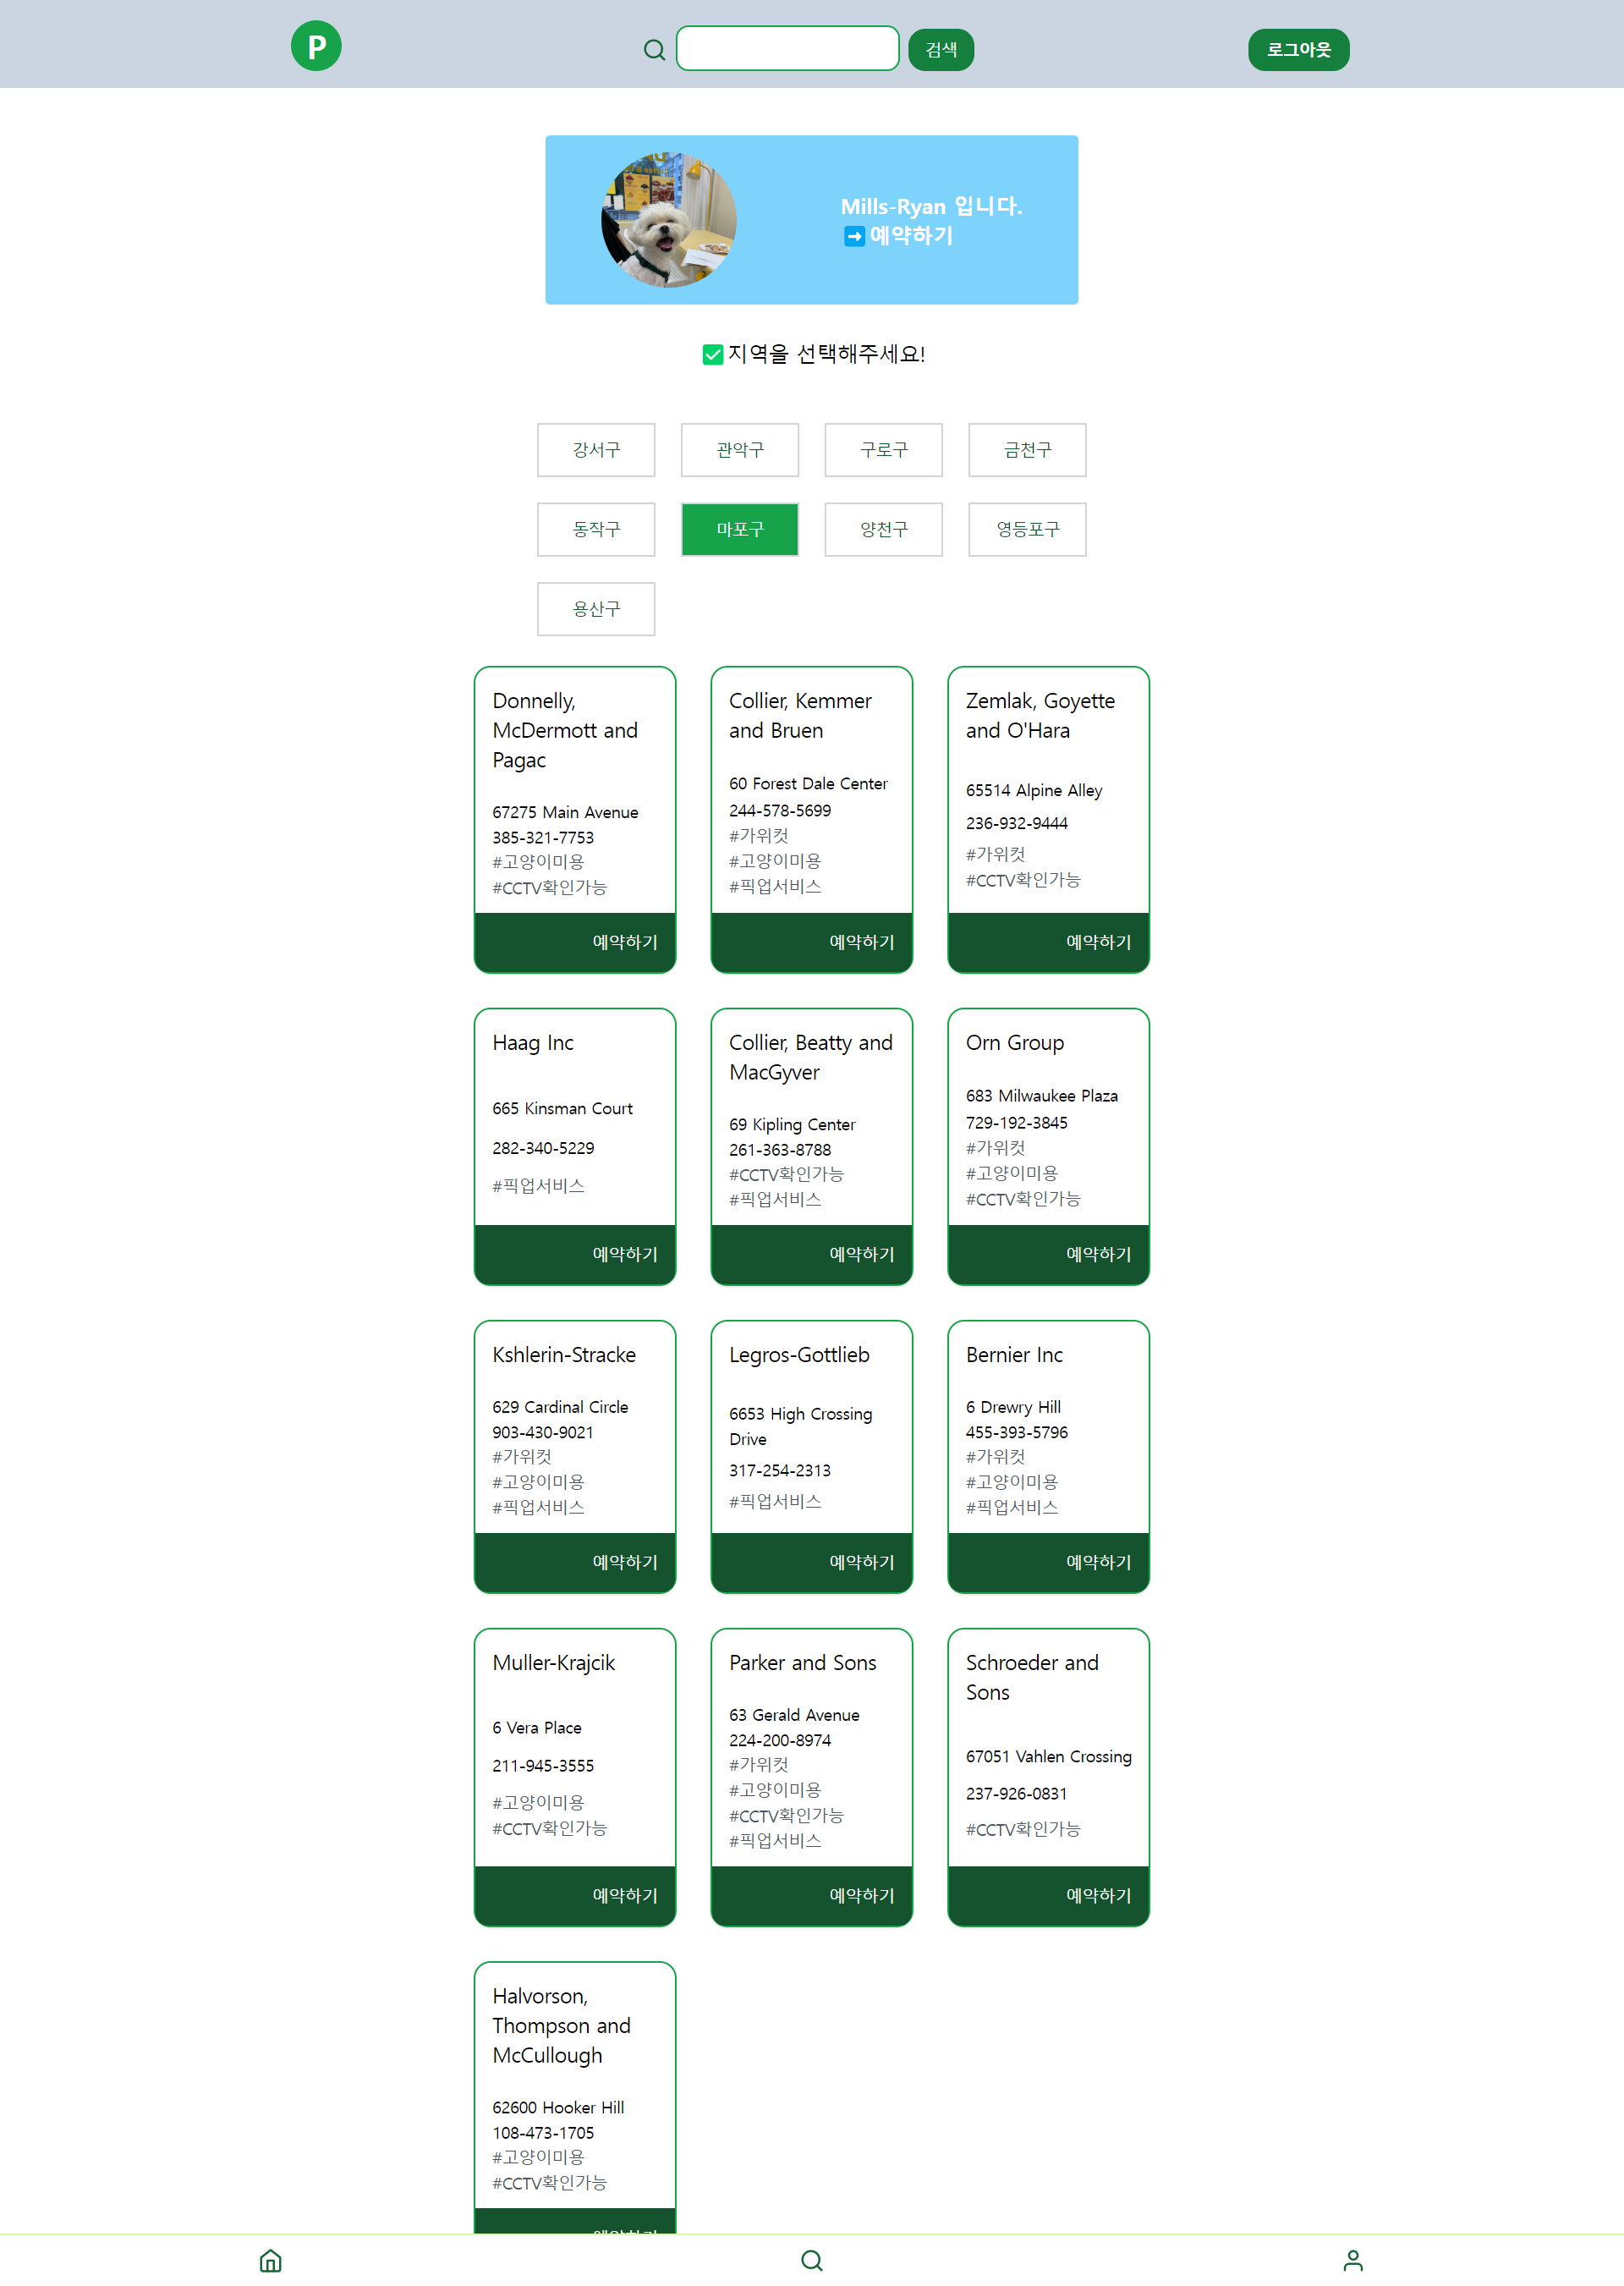 P
검색
로그아웃
Mills-Ryan 입니다.
➡ 예약하기
✅ 지역을 선택해주세요!
강서구
관악구
구로구
금천구
동작구
마포구
양천구
영등포구
용산구
Donnelly,
McDermott and
Pagac
67275 Main Avenue
385-321-7753
#고양이미용
#CCTV확인가능
예약하기
Collier, Kemmer
and Bruen
60 Forest Dale Center
244-578-5699
#가위컷
#고양이미용
#픽업서비스
예약하기
Zemlak, Goyette
and O'Hara
65514 Alpine Alley
236-932-9444
#가위컷
#CCTV확인가능
예약하기
Haag Inc
665 Kinsman Court
282-340-5229
#픽업서비스
예약하기
Collier, Beatty and
MacGyver
69 Kipling Center
261-363-8788
#CCTV확인가능
#픽업서비스
예약하기
Orn Group
683 Milwaukee Plaza
729-192-3845
#가위컷
#고양이미용
#CCTV확인가능
예약하기
Kshlerin-Stracke
629 Cardinal Circle
903-430-9021
#가위컷
#고양이미용
#픽업서비스
예약하기
Legros-Gottlieb
6653 High Crossing
Drive
317-254-2313
#픽업서비스
예약하기
Bernier Inc
6 Drewry Hill
455-393-5796
#가위컷
#고양이미용
#픽업서비스
예약하기
Muller-Krajcik
6 Vera Place
211-945-3555
#고양이미용
#CCTV확인가능
예약하기
Parker and Sons
63 Gerald Avenue
224-200-8974
#가위컷
#고양이미용
#CCTV확인가능
#픽업서비스
예약하기
Schroeder and
Sons
67051 Vahlen Crossing
237-926-0831
#CCTV확인가능
예약하기
Halvorson,
Thompson and
McCullough
62600 Hooker Hill
108-473-1705
#고양이미용
#CCTV확인가능